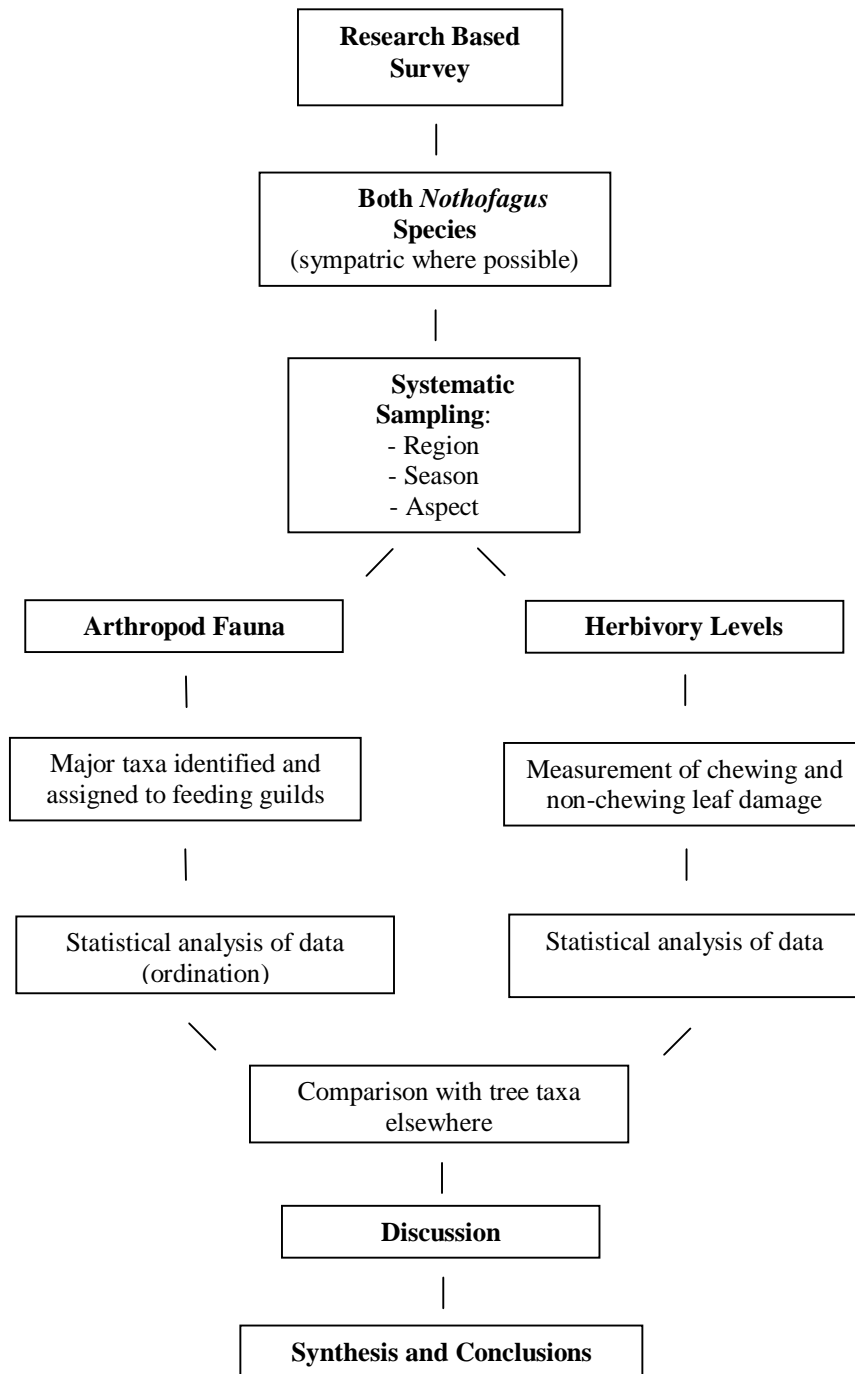 Research Based
Survey
Both Nothofagus
Species
(sympatric where possible)
Systematic
Sampling:
- Region
- Season
- Aspect
Arthropod Fauna
Herbivory Levels
Major taxa identified and
assigned to feeding guilds
Measurement of chewing and
non-chewing leaf damage
Statistical analysis of data
(ordination)
Statistical analysis of data
Comparison with tree taxa
elsewhere
Discussion
Synthesis and Conclusions